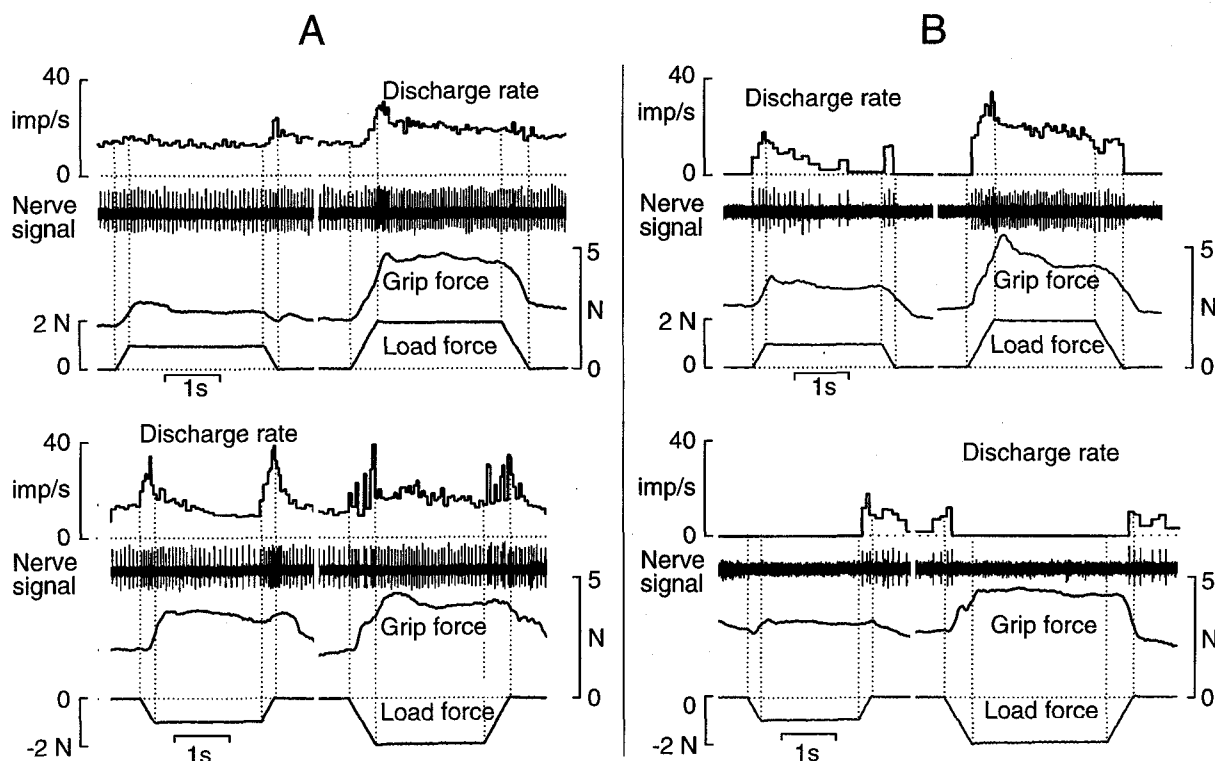 A
B
40
imp/s
0
Discharge rate
Nerve
signal
Grip force
5
N
0
2 N
0
Load force
1s
40
imp/s
0
Discharge rate
Nerve
signal
Grip force
5
N
0
2 N
0
Load force
1s
40
imp/s
0
Discharge rate
Nerve
signal
Grip force
5
N
0
0
-2 N
Load force
1s
40
imp/s
0
Discharge rate
Nerve
signal
Grip force
5
N
0
0
-2 N
Load force
1s